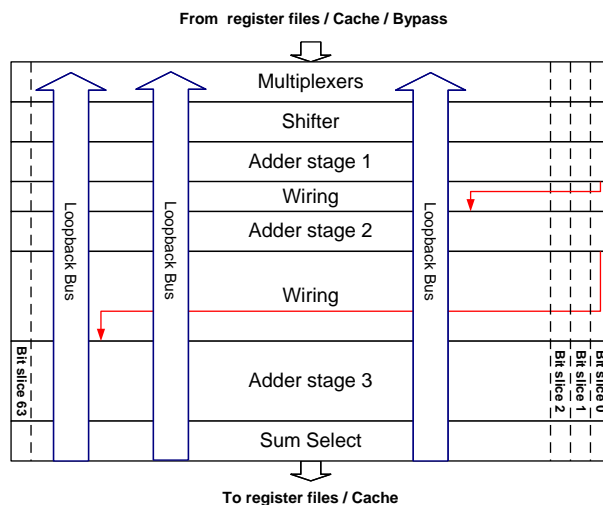 From register files / Cache / Bypass
Multiplexers
Shifter
Adder stage 1
Wiring
Loopback Bus
Loopback Bus
Loopback Bus
Adder stage 2
Wiring
Bit slice 63
Adder stage 3
Bit slice 2
Bit slice 1
Bit slice 0
Sum Select
To register files / Cache